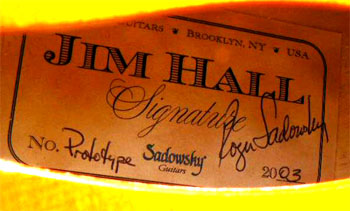 GUITARS • BROOKLYN, NY • USA
JIM HALL
Signature
Roger Sadowsky
No. Prototype Sadowsky 2003
Guitars